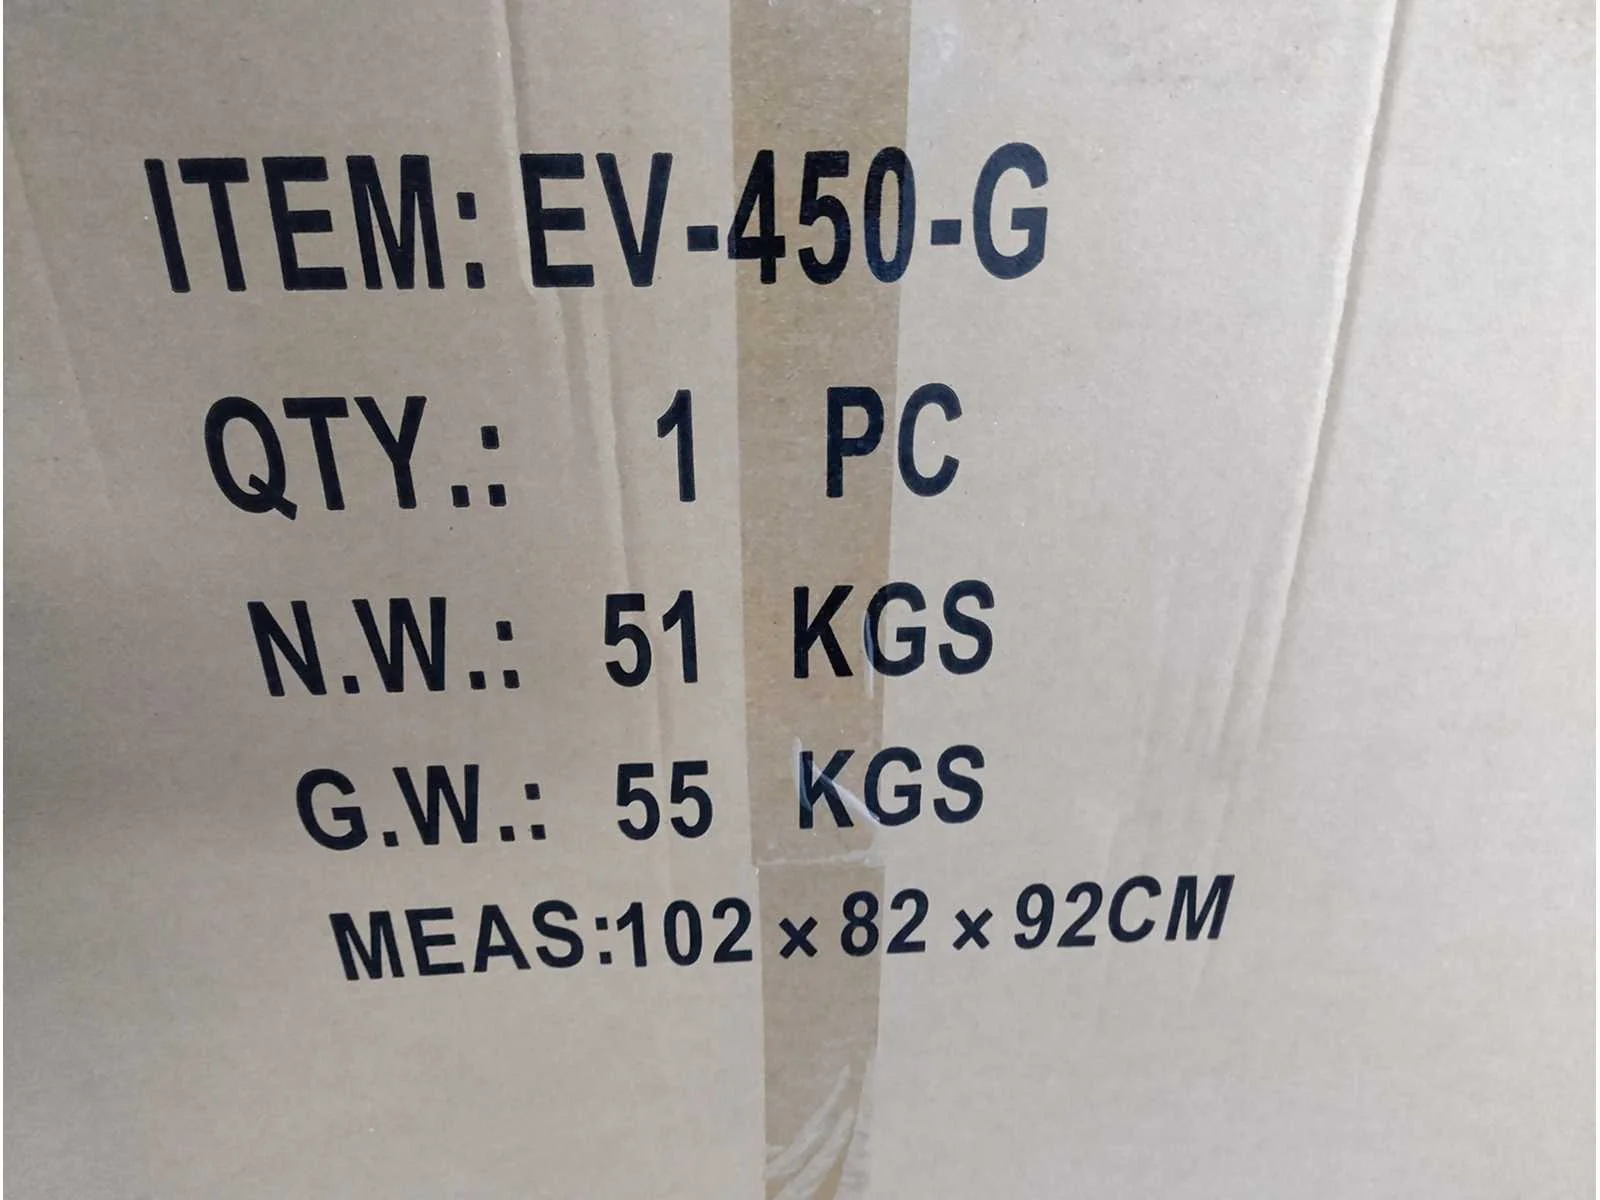 ITEM: EV-450-G
QTY.: 1 PC
N.W.: 51 KGS
G.W.: 55 KGS
MEAS:102 × 82 × 92CM